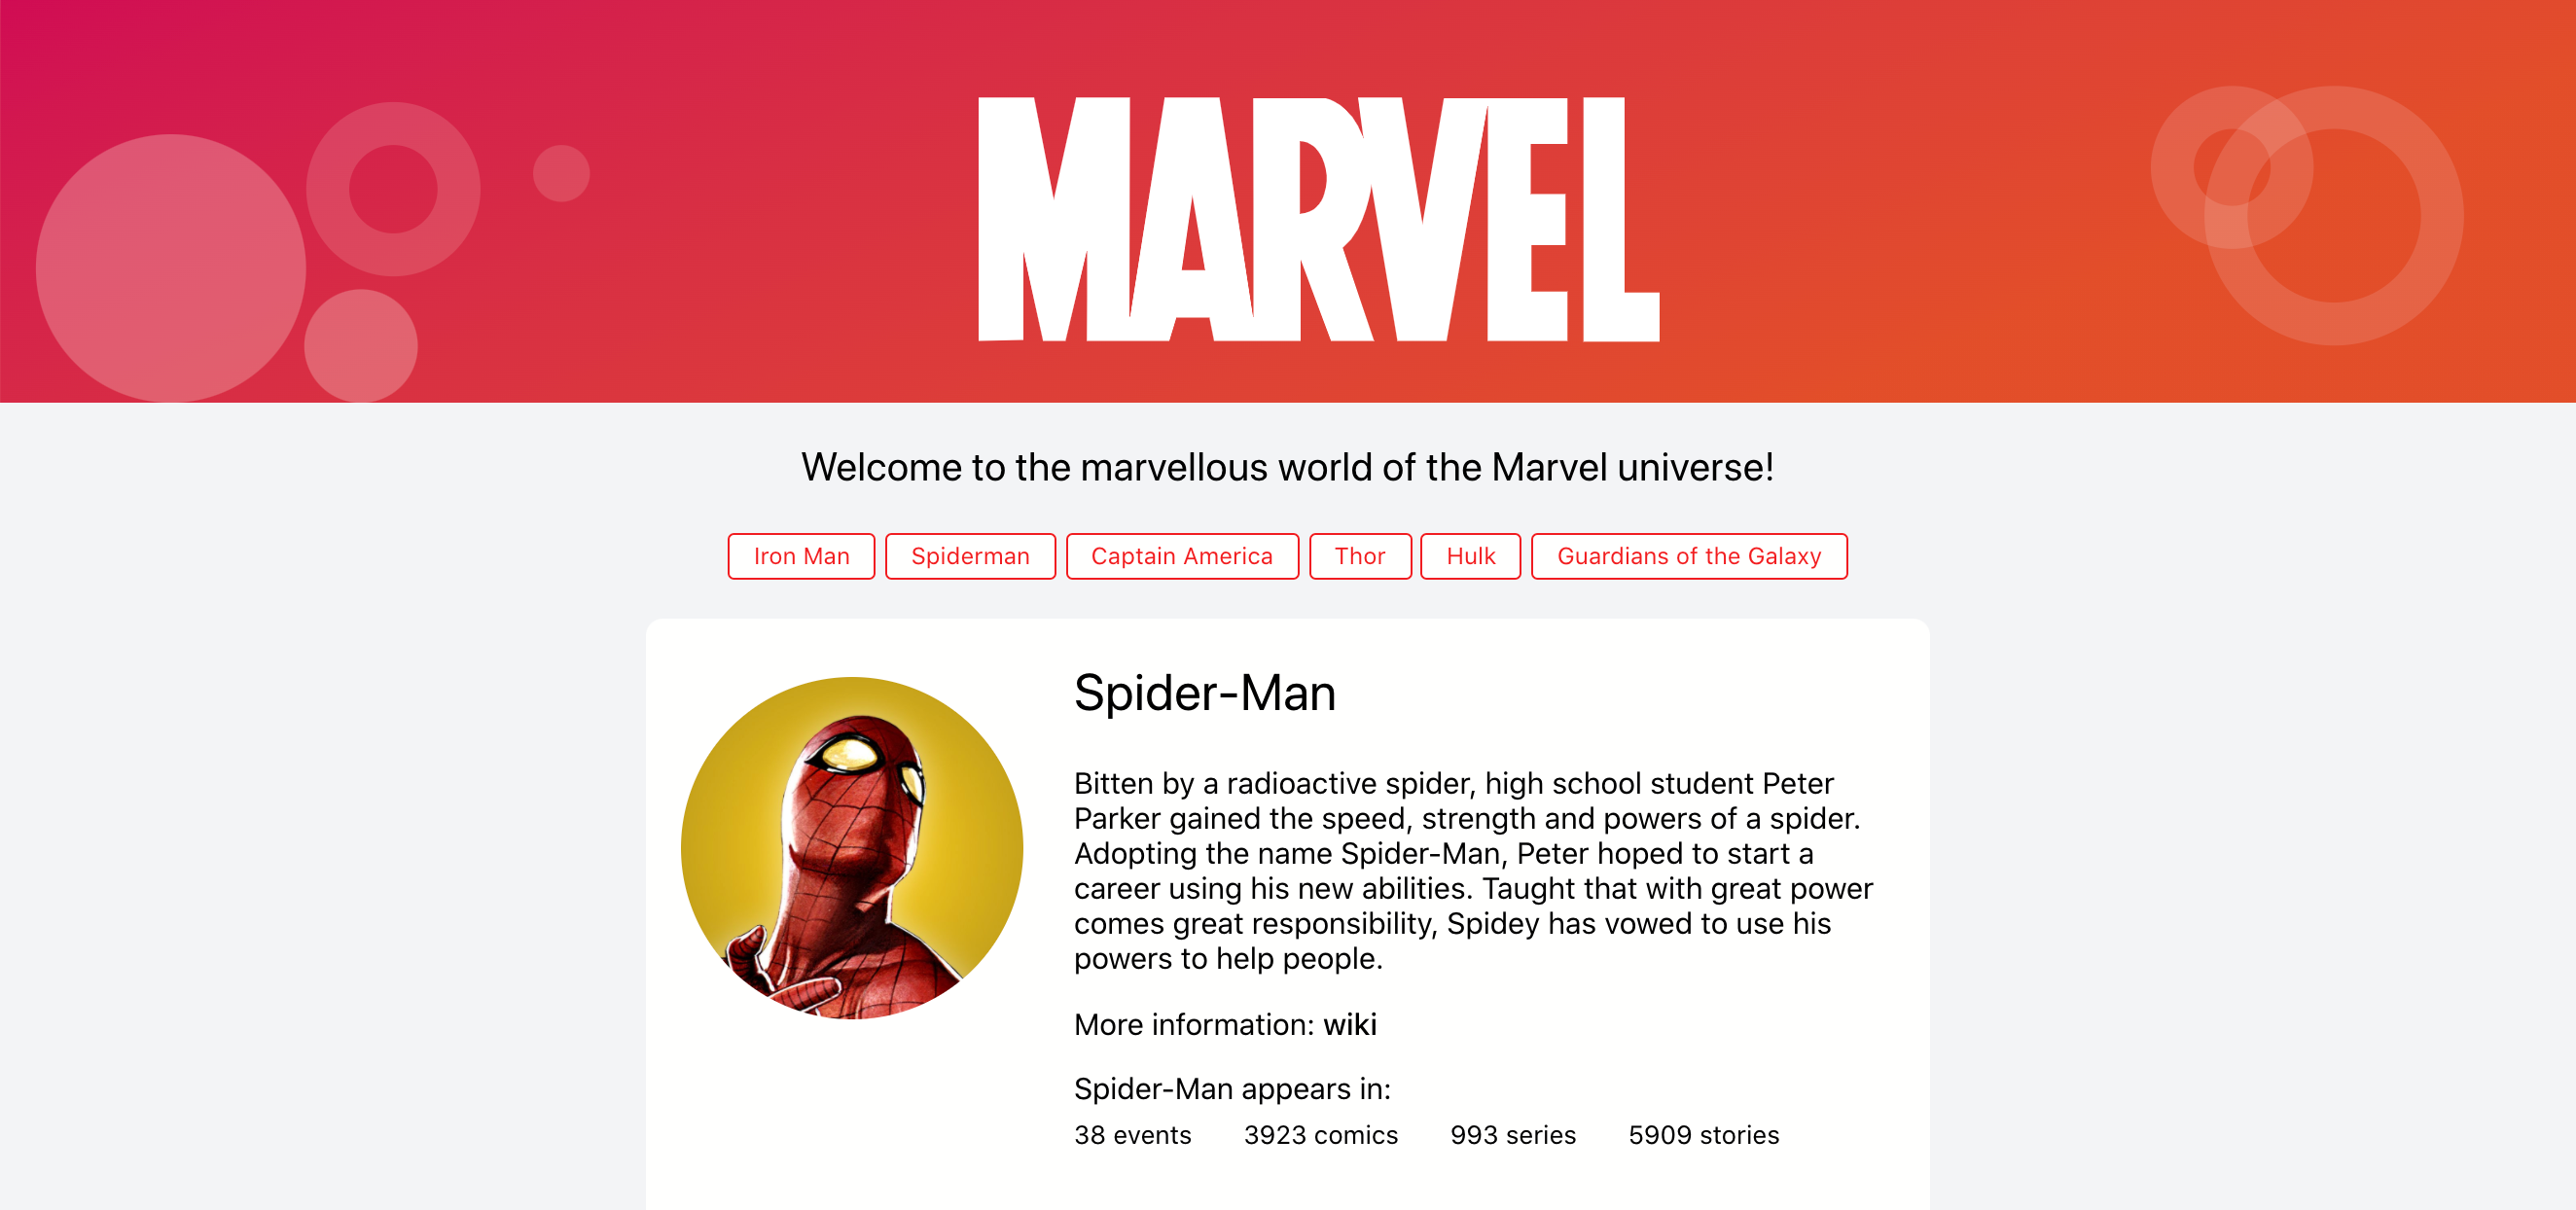 MARVEL
Welcome to the marvellous world of the Marvel universe!
Iron Man Spiderman Captain America Thor Hulk Guardians of the Galaxy
Spider-Man
Bitten by a radioactive spider, high school student Peter
Parker gained the speed, strength and powers of a spider.
Adopting the name Spider-Man, Peter hoped to start a
career using his new abilities. Taught that with great power
comes great responsibility, Spidey has vowed to use his
powers to help people.
More information: wiki
Spider-Man appears in:
38 events 3923 comics 993 series 5909 stories